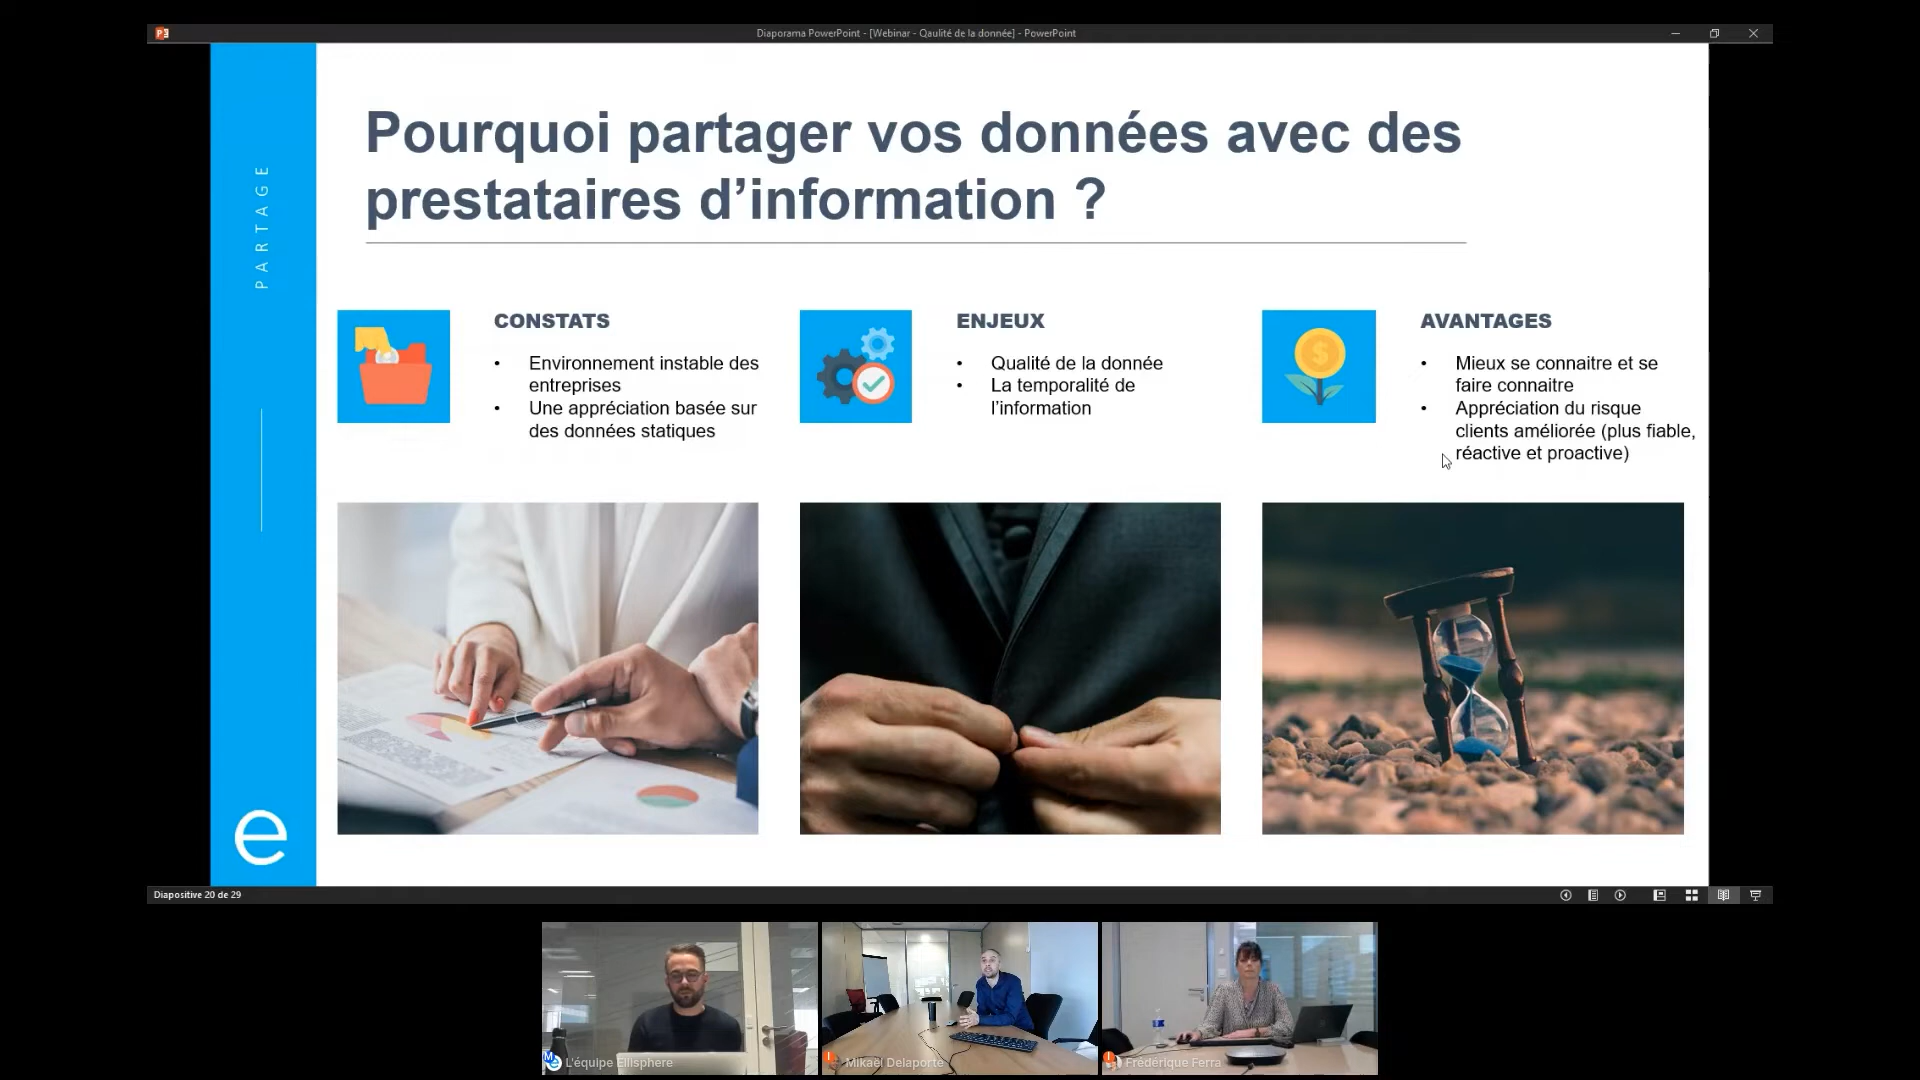 Diaporama PowerPoint - [Webinar - Qaulité de la donnée] - PowerPoint
PARTAGE
Pourquoi partager vos données avec des
prestataires d’information ?
CONSTATS
• Environnement instable des
entreprises
• Une appréciation basée sur
des données statiques
ENJEUX
• Qualité de la donnée
• La temporalité de
l’information
AVANTAGES
• Mieux se connaitre et se
faire connaitre
• Appréciation du risque
clients améliorée (plus fiable,
réactive et proactive)
e
Diapositive 20 de 29
L'équipe Ellisphere
Mikaël Delaporte
Frédérique Ferra